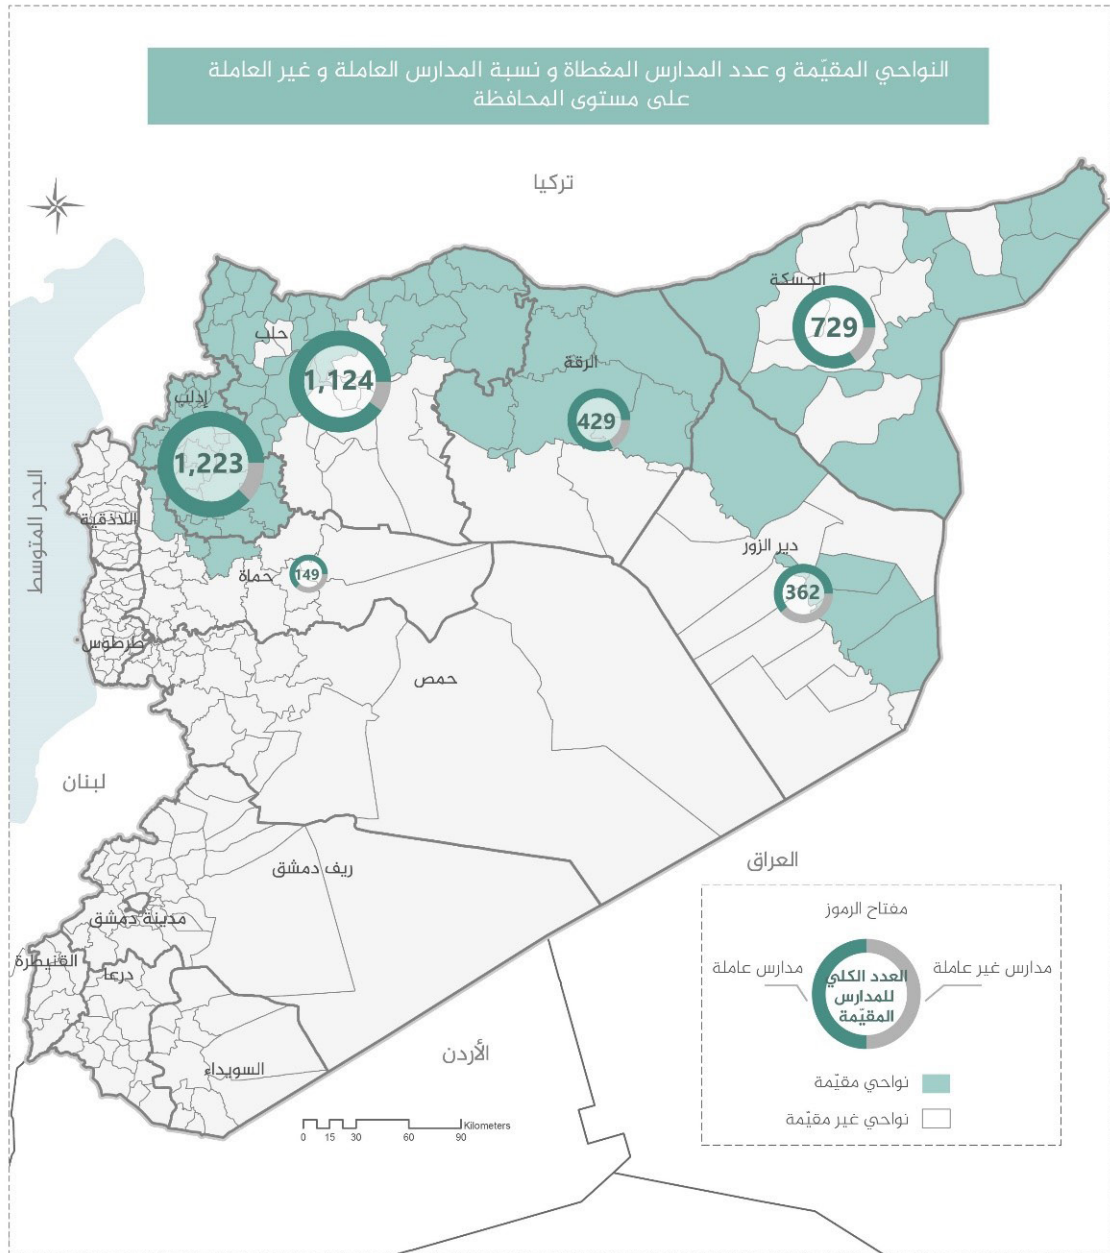 النواحي المقيّمة و عدد المدارس المغطاة و نسبة المدارس العاملة و غير العاملة
على مستوى المحافظة
تركيا
الحسكة
729
حلب
1,124
الرقة
429
إدلب
1,223
البحر المتوسط
اللاذقية
دير الزور
362
حماة
149
طرطوس
حمص
لبنان
العراق
ريف دمشق
مدينة دمشق
القنيطرة
درعا
السويداء
الأردن
مفتاح الرموز
مدارس غير عاملة
العدد الكلي
للمدارس
المقيّمة
مدارس عاملة
نواحي مقيّمة
نواحي غير مقيّمة
0 15 30 60 90 Kilometers